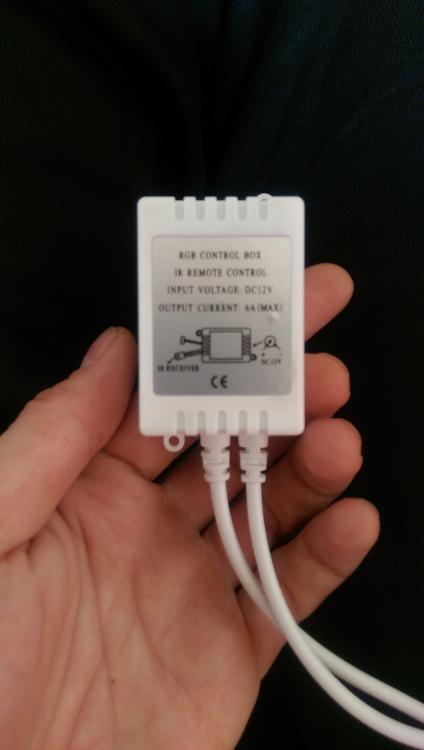 RGB CONTROL BOX
IR REMOTE CONTROL
INPUT VOLTAGE: DC12V
OUTPUT CURRENT: 6A(MAX)
+ -
IR RECEIVER
DC12V
CE